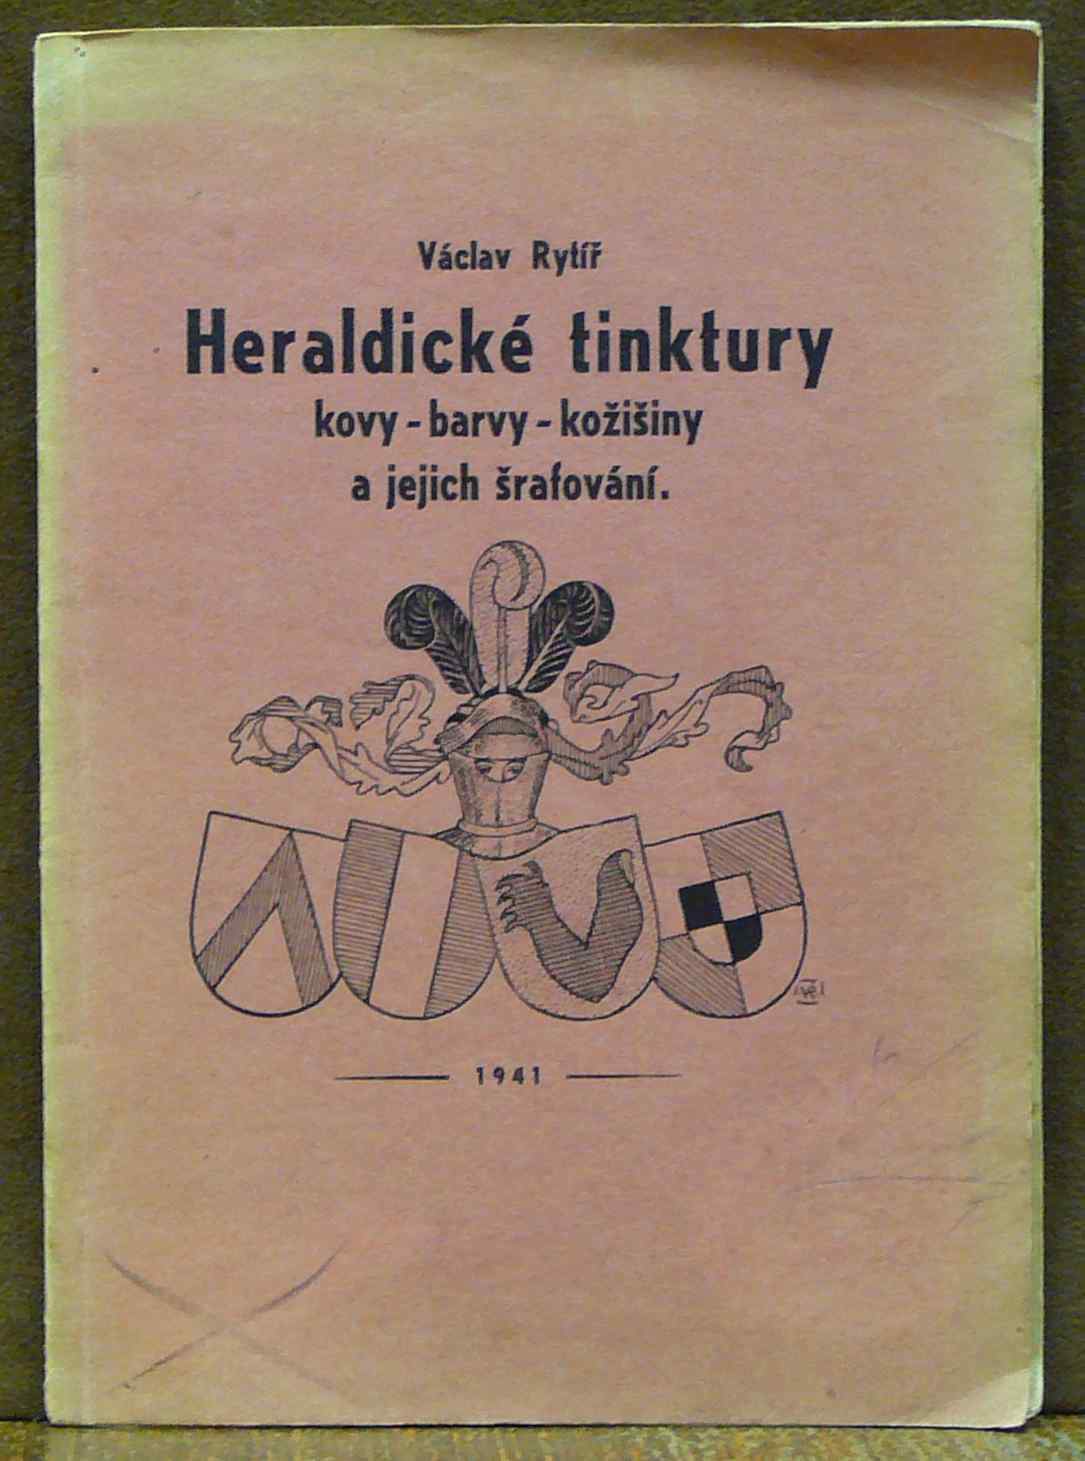 Václav Rytíř
Heraldické tinktury
kovy - barvy - kožišiny
a jejich šrafování.
1941